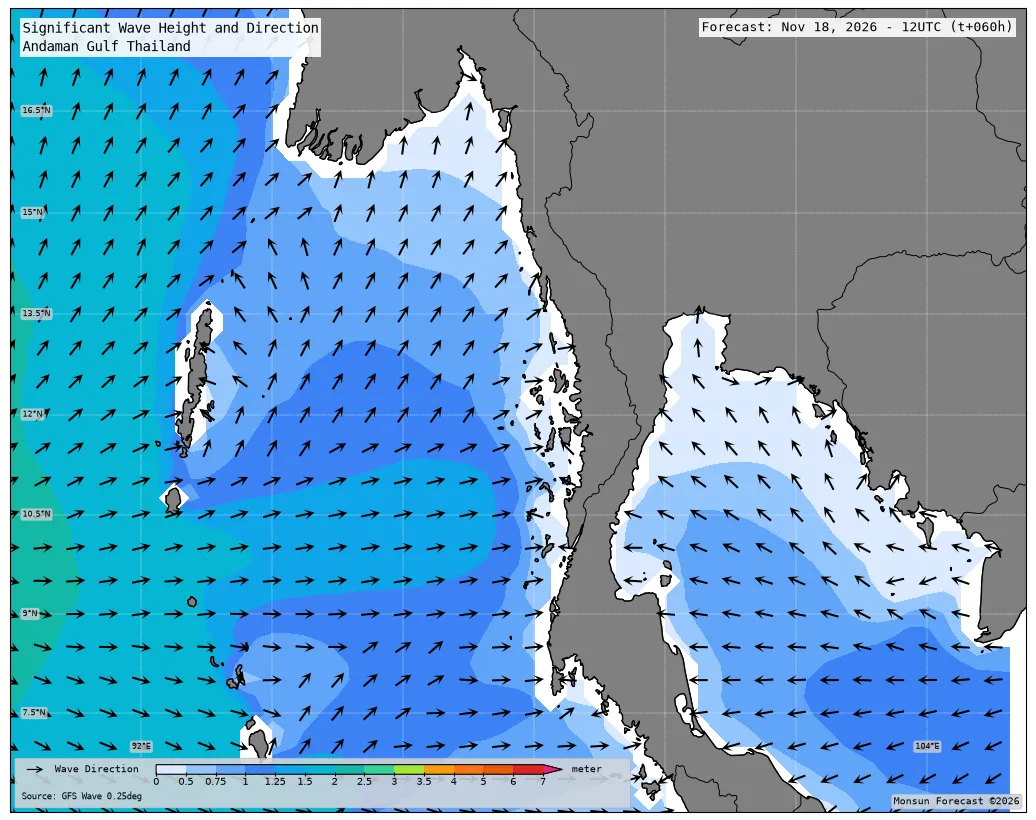 Significant Wave Height and Direction
Andaman Gulf Thailand
Forecast: Nov 18, 2026 - 12UTC (t+060h)
16.5°N
15°N
13.5°N
12°N
10.5°N
9°N
7.5°N
92°E
104°E
Wave Direction
meter
0.5 0.75 1 1.25 1.5 2 2.5 3 3.5 4 5 6 7
Source: GFS Wave 0.25deg
Monsun Forecast ©2026